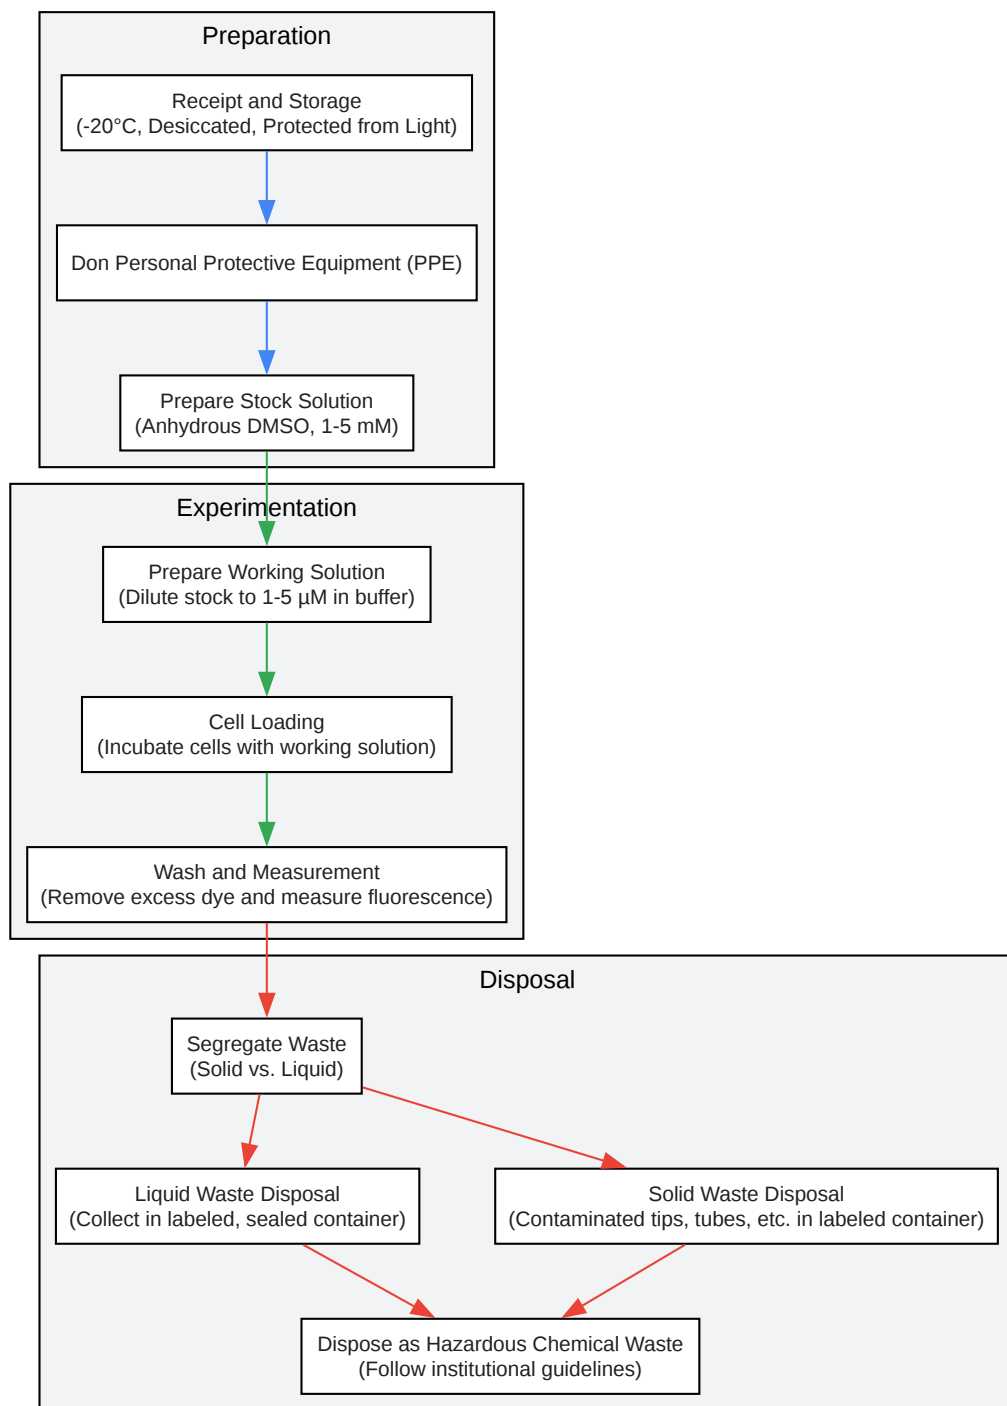 Preparation
Receipt and Storage
(-20°C, Desiccated, Protected from Light)
Don Personal Protective Equipment (PPE)
Prepare Stock Solution
(Anhydrous DMSO, 1-5 mM)
Experimentation
Prepare Working Solution
(Dilute stock to 1-5 µM in buffer)
Cell Loading
(Incubate cells with working solution)
Wash and Measurement
(Remove excess dye and measure fluorescence)
Disposal
Segregate Waste
(Solid vs. Liquid)
Liquid Waste Disposal
(Collect in labeled, sealed container)
Solid Waste Disposal
(Contaminated tips, tubes, etc. in labeled container)
Dispose as Hazardous Chemical Waste
(Follow institutional guidelines)